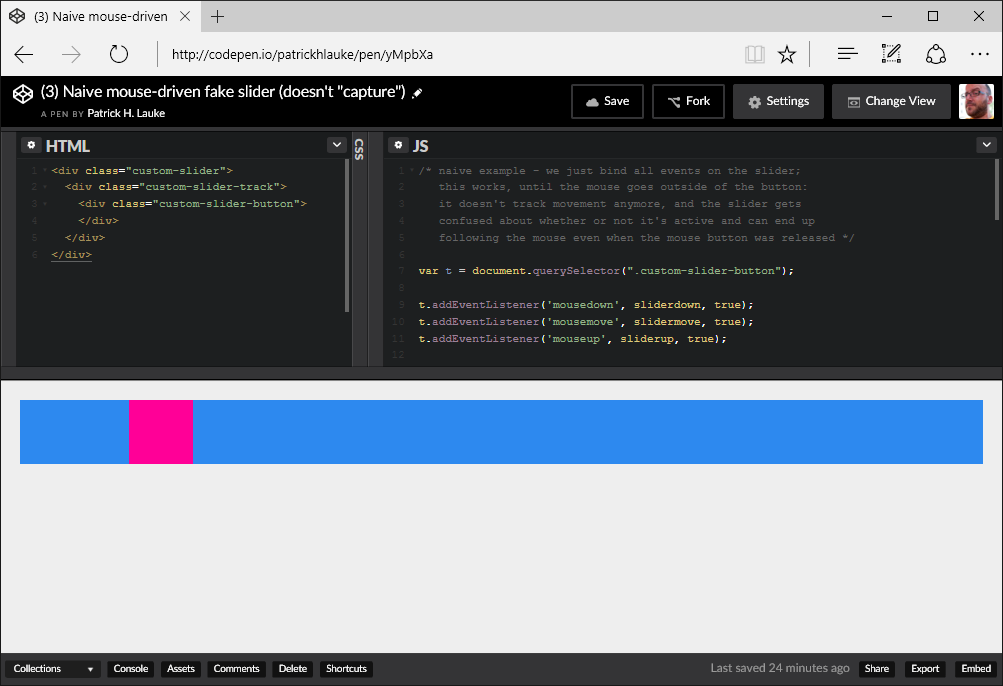 (3) Naive mouse-driven
http://codepen.io/patrickhlauke/pen/yMpbXa
(3) Naive mouse-driven fake slider (doesn't "capture")
A PEN BY Patrick H. Lauke
Save
Fork
Settings
Change View
HTML
1 <div class="custom-slider">
2 <div class="custom-slider-track">
3 <div class="custom-slider-button">
4 </div>
5 </div>
6 </div>
CSS
JS
1 /* naive example - we just bind all events on the slider;
2 this works, until the mouse goes outside of the button:
3 it doesn't track movement anymore, and the slider gets
4 confused about whether or not it's active and can end up
5 following the mouse even when the mouse button was released */
6
7 var t = document.querySelector(".custom-slider-button");
8
9 t.addEventListener('mousedown', sliderdown, true);
10 t.addEventListener('mousemove', slidermove, true);
11 t.addEventListener('mouseup', sliderup, true);
12
Collections
Console
Assets
Comments
Delete
Shortcuts
Last saved 24 minutes ago
Share
Export
Embed